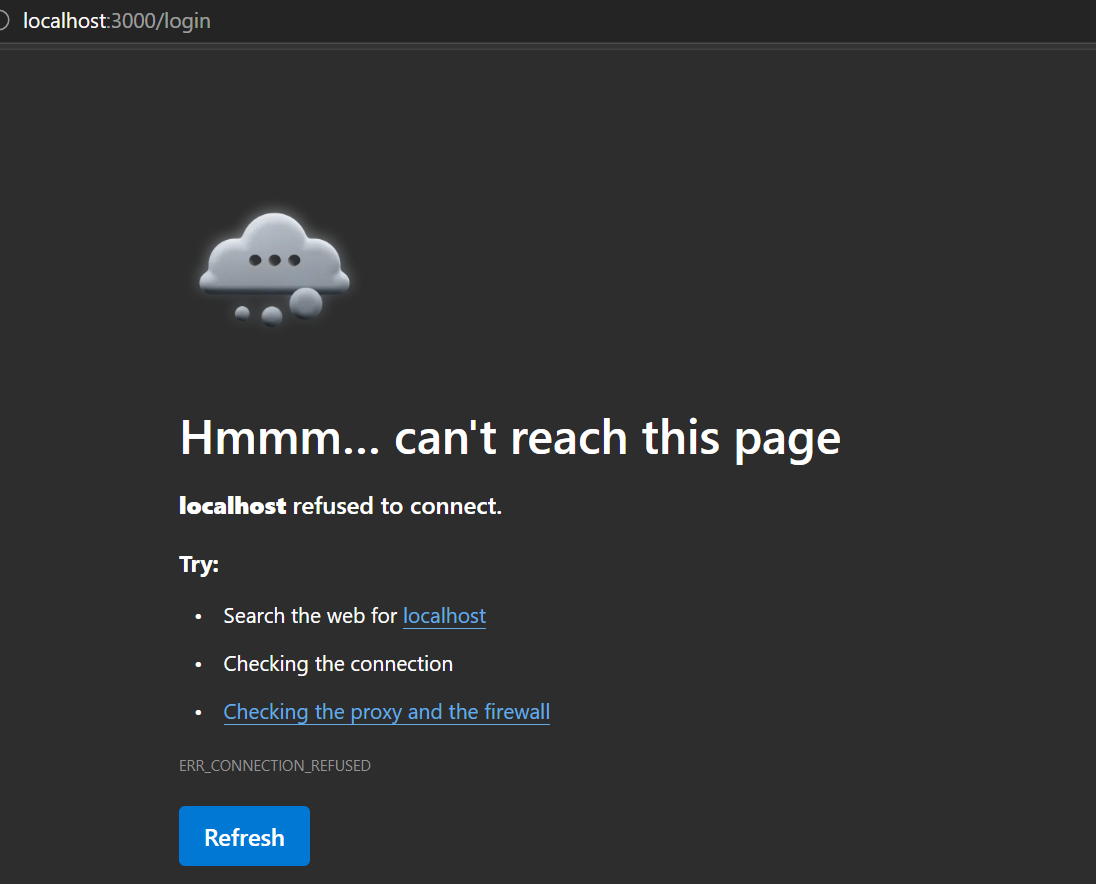 localhost:3000/login
Hmmm... can't reach this page
localhost refused to connect.
Try:
• Search the web for localhost
• Checking the connection
• Checking the proxy and the firewall
ERR_CONNECTION_REFUSED
Refresh